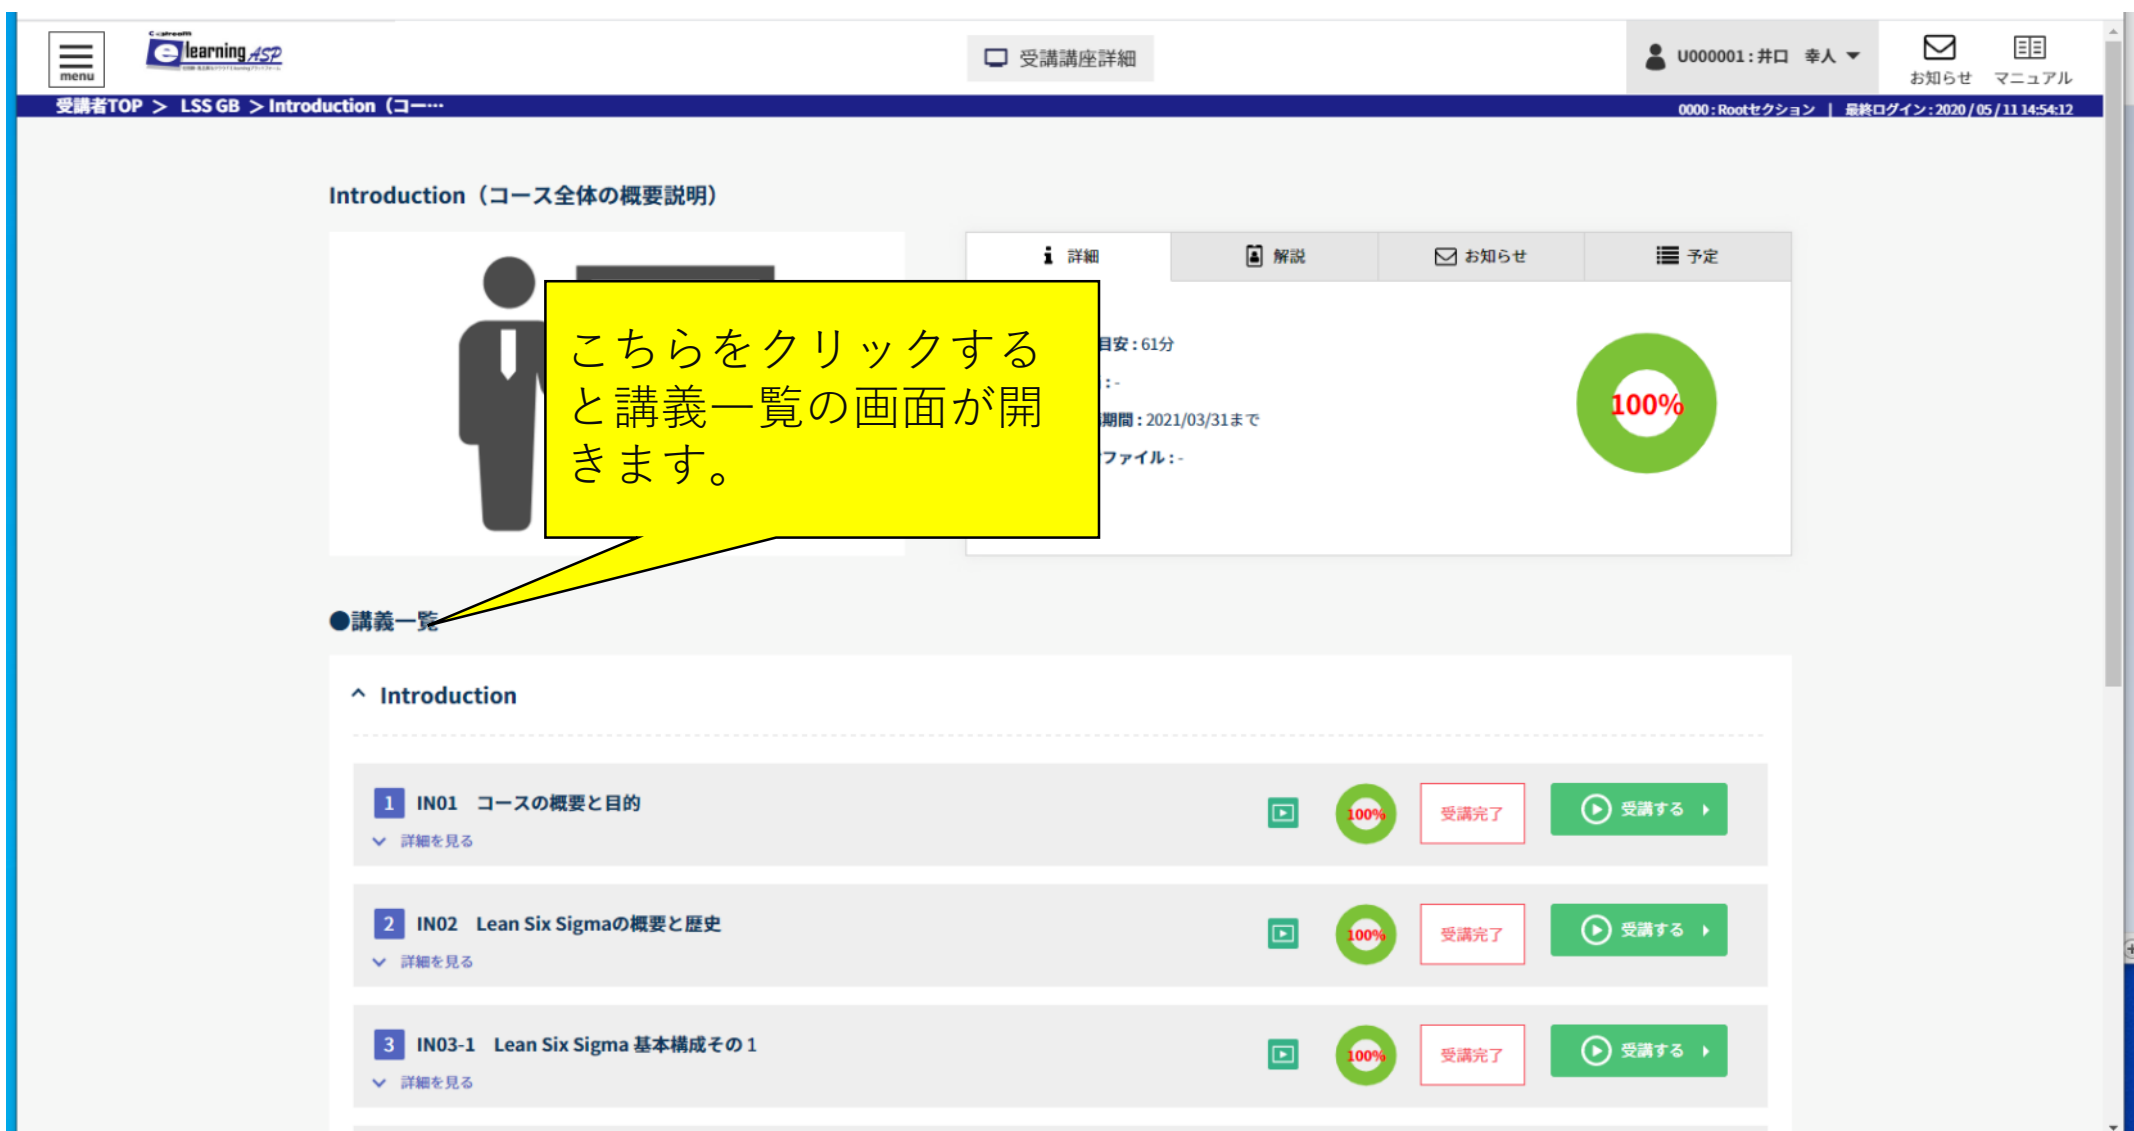 menu
learning ASP
受講講座詳細
U000001 : 井口 幸人
お知らせ
マニュアル
受講者TOP > LSS GB > Introduction（コー…
0000 : Rootセクション | 最終ログイン : 2020 / 05 / 11 14:54:12
Introduction（コース全体の概要説明）
詳細
解説
お知らせ
予定
こちらをクリックする
と講義一覧の画面が開
きます。
目安 : 61分
: -
期間 : 2021/03/31まで
ファイル : -
100%
●講義一覧
Introduction
1 IN01 コースの概要と目的
100% 受講完了 受講する
詳細を見る
2 IN02 Lean Six Sigmaの概要と歴史
100% 受講完了 受講する
詳細を見る
3 IN03-1 Lean Six Sigma 基本構成その 1
100% 受講完了 受講する
詳細を見る